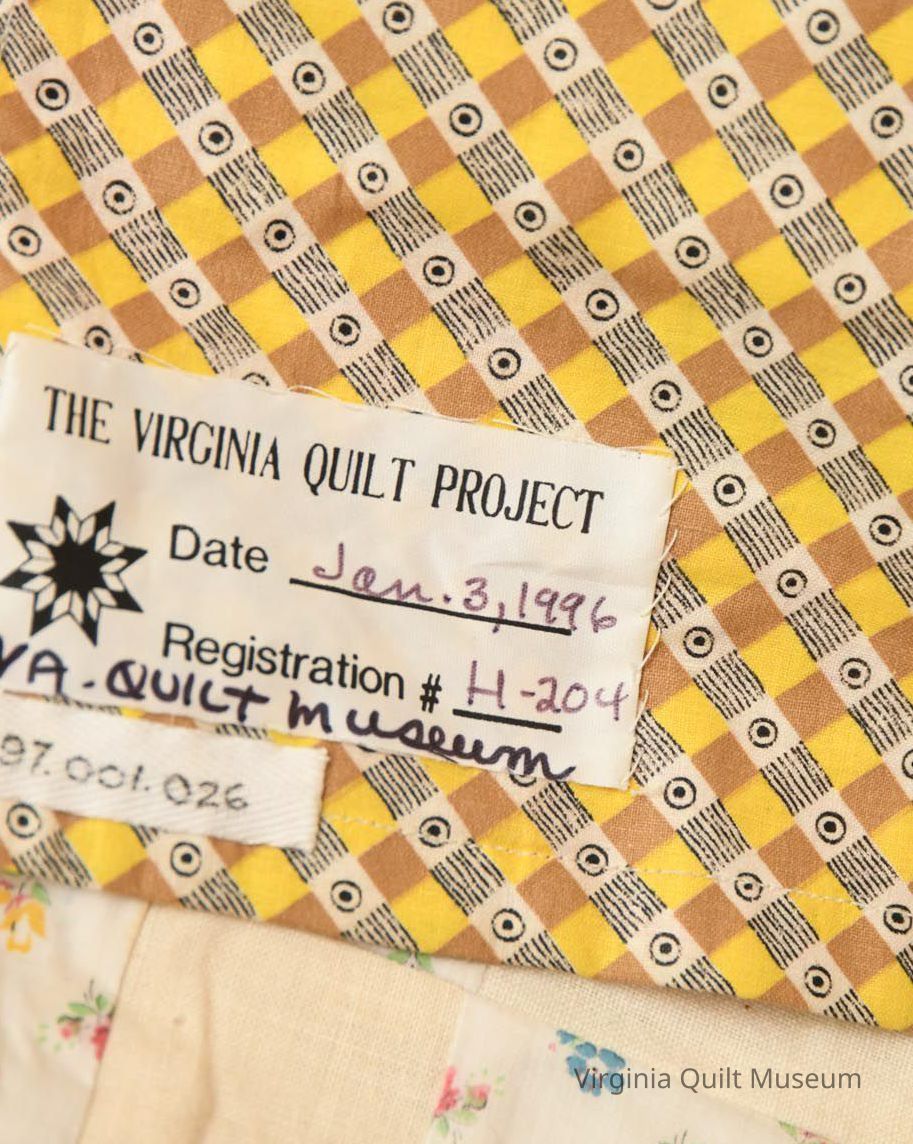 THE VIRGINIA QUILT PROJECT
Date Jan. 3, 1996
Registration # H-204
VA. QUILT museum
97.001.026
Virginia Quilt Museum